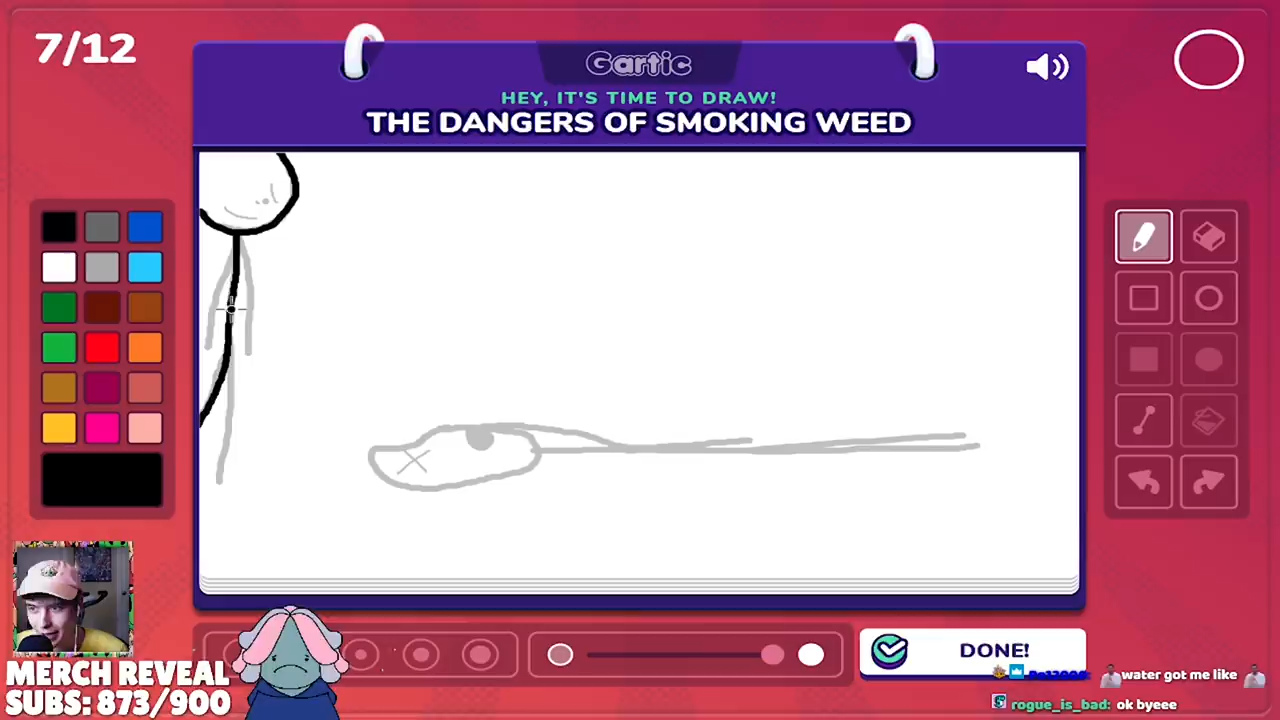 7/12
Gartic
HEY, IT'S TIME TO DRAW!
THE DANGERS OF SMOKING WEED
DONE!
MERCH REVEAL
SUBS: 873/900
water got me like
rogue_is_bad: ok byeee